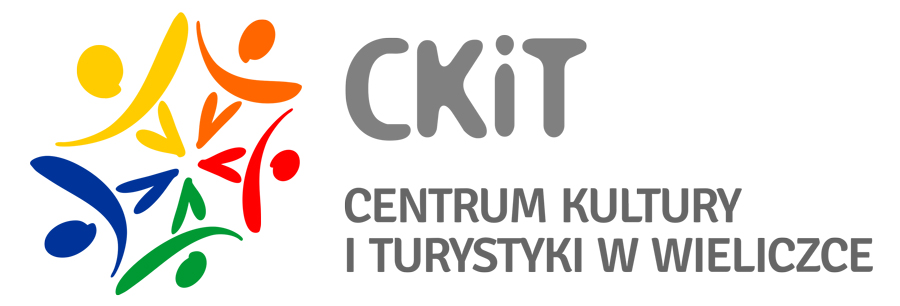 CKiT
CENTRUM KULTURY
I TURYSTYKI W WIELICZCE